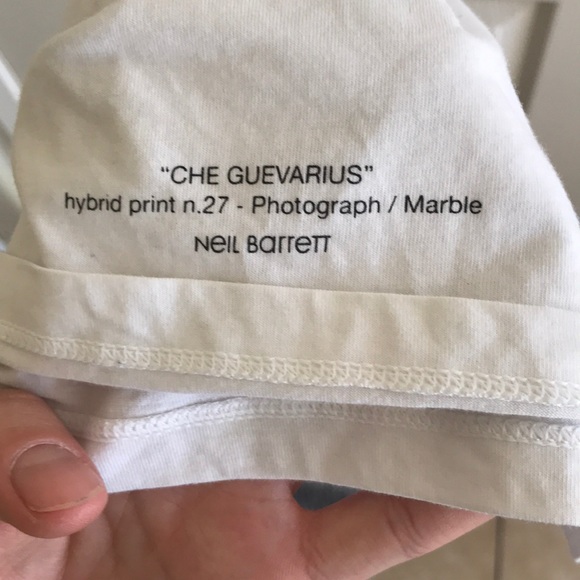 “CHE GUEVARIUS”
hybrid print n.27 - Photograph / Marble
NeIL BarreTT